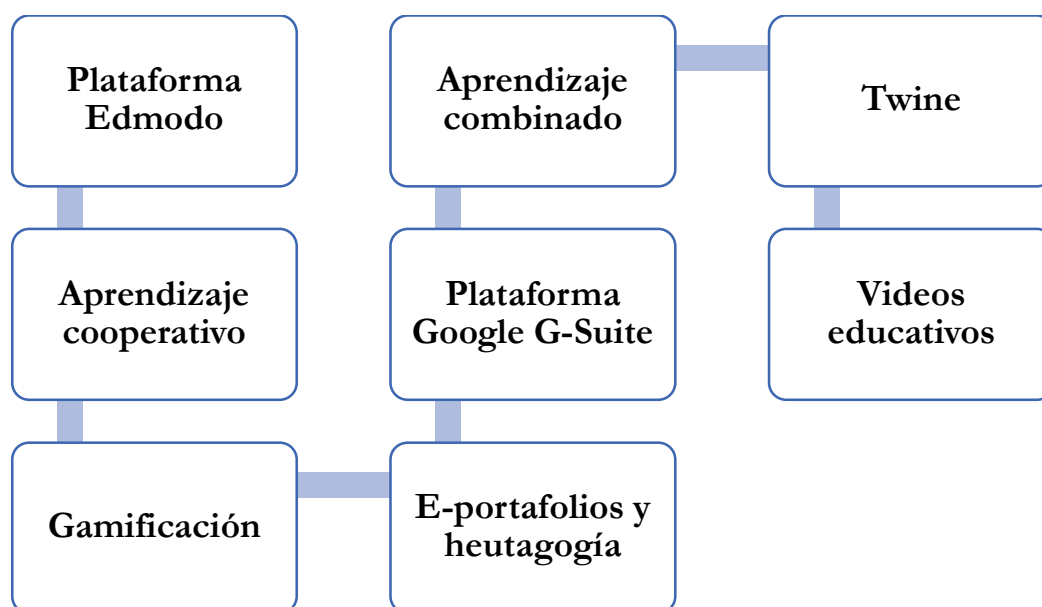 Plataforma
Edmodo
Aprendizaje
cooperativo
Gamificación
E-portafolios y
heutagogía
Plataforma
Google G-Suite
Aprendizaje
combinado
Twine
Videos
educativos